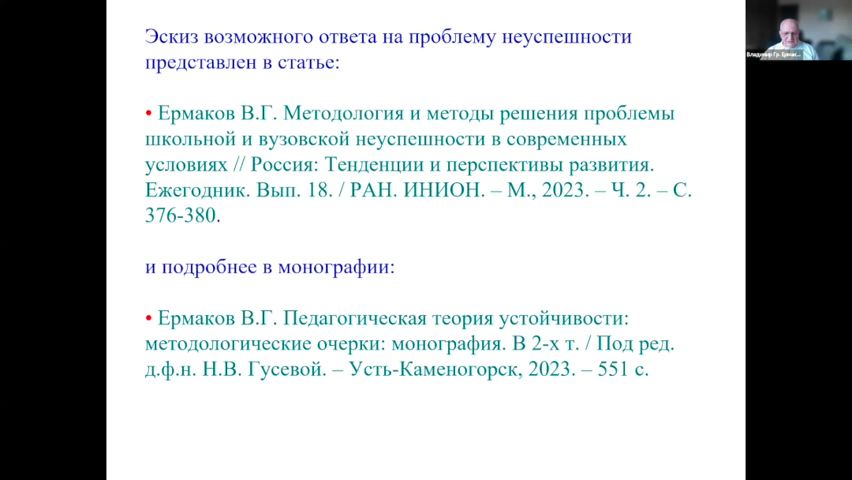 Эскиз возможного ответа на проблему неуспешности
представлен в статье:
• Ермаков В.Г. Методология и методы решения проблемы
школьной и вузовской неуспешности в современных
условиях // Россия: Тенденции и перспективы развития.
Ежегодник. Вып. 18. / РАН. ИНИОН. – М., 2023. – Ч. 2. – С.
376-380.
и подробнее в монографии:
• Ермаков В.Г. Педагогическая теория устойчивости:
методологические очерки: монография. В 2-х т. / Под ред.
д.ф.н. Н.В. Гусевой. – Усть-Каменогорск, 2023. – 551 с.
Владимир Гр.